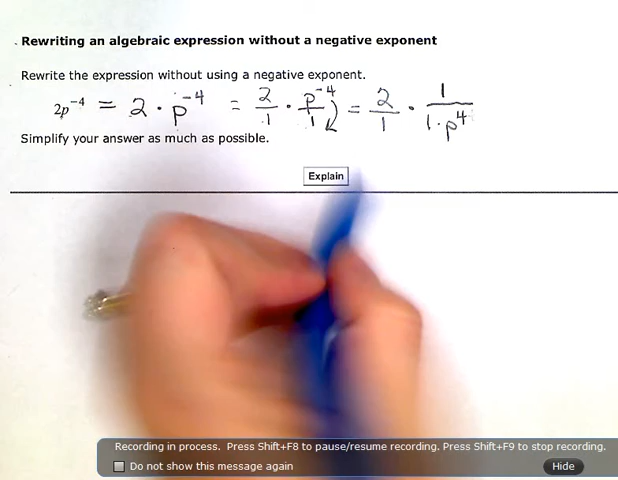 Rewriting an algebraic expression without a negative exponent
Rewrite the expression without using a negative exponent.
2p⁻⁴ = 2 · p⁻⁴ = 2/1 · p⁻⁴/1 = 2/1 · 1/(1·p⁴)
Simplify your answer as much as possible.
Explain
Recording in process. Press Shift+F8 to pause/resume recording. Press Shift+F9 to stop recording.
Do not show this message again
Hide